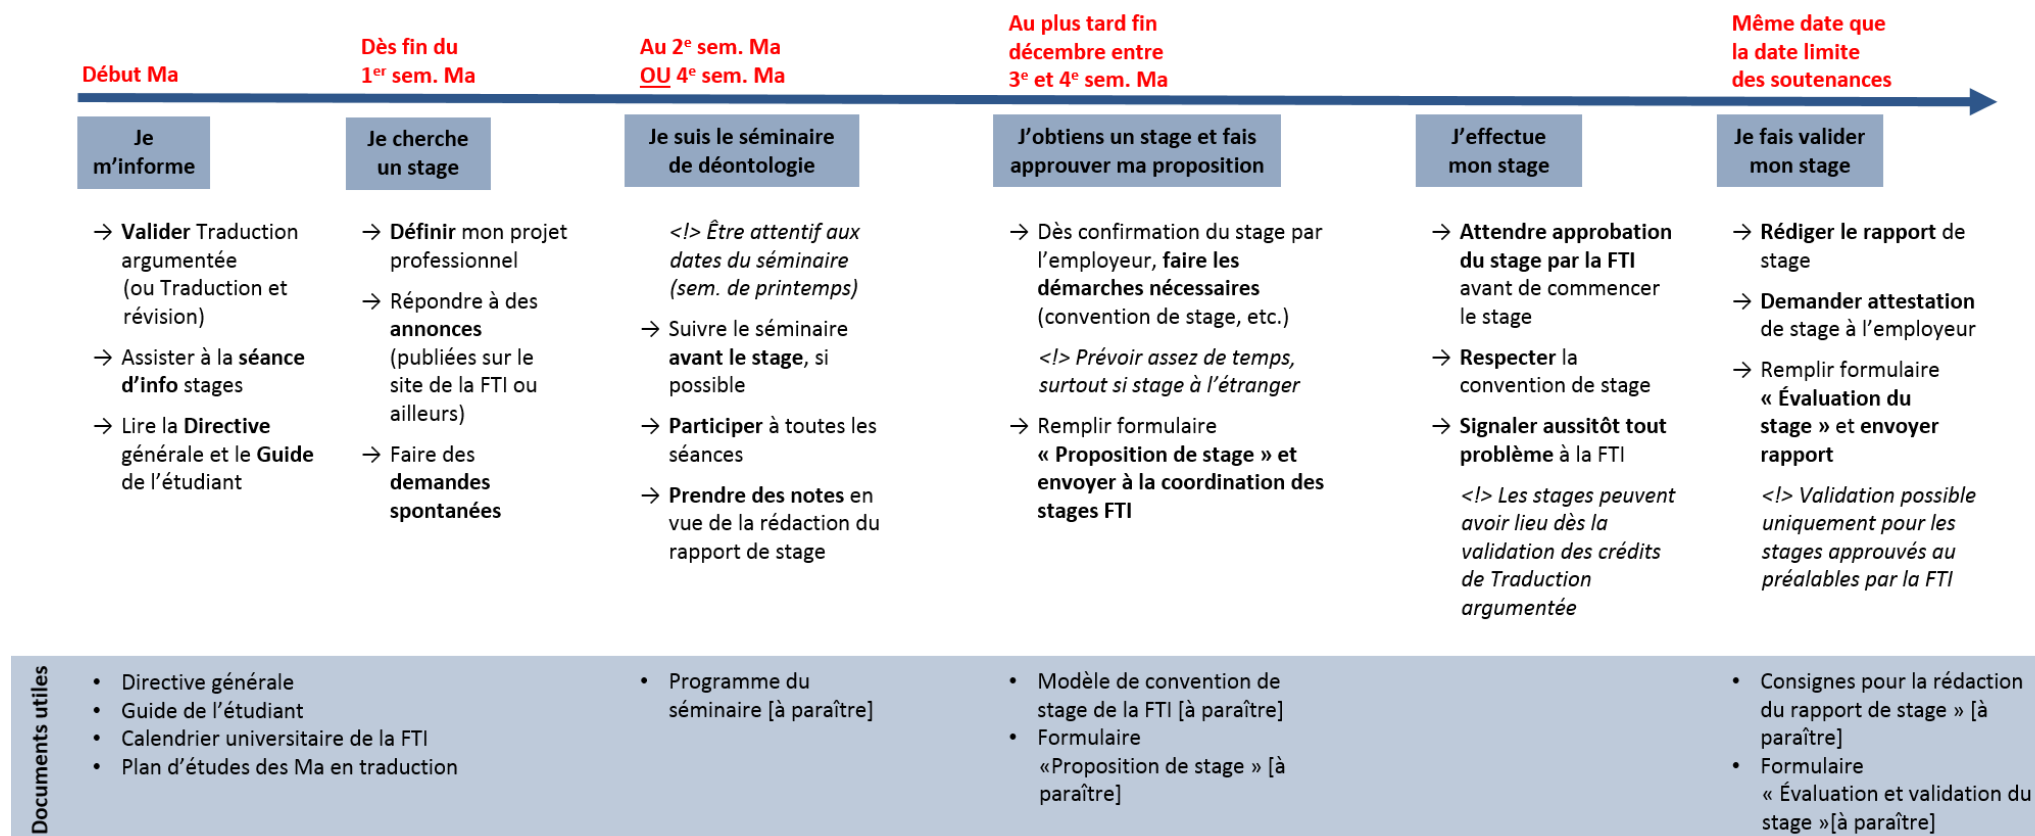 Début Ma
Dès fin du
1er sem. Ma
Au 2e sem. Ma
OU 4e sem. Ma
Au plus tard fin
décembre entre
3e et 4e sem. Ma
Même date que
la date limite
des soutenances
Je
m’informe
Je cherche
un stage
Je suis le séminaire
de déontologie
J’obtiens un stage et fais
approuver ma proposition
J’effectue
mon stage
Je fais valider
mon stage
→ Valider Traduction
argumentée
(ou Traduction et
révision)
→ Assister à la séance
d’info stages
→ Lire la Directive
générale et le Guide
de l’étudiant
→ Définir mon projet
professionnel
→ Répondre à des
annonces
(publiées sur le
site de la FTI ou
ailleurs)
→ Faire des
demandes
spontanées
<!> Être attentif aux
dates du séminaire
(sem. de printemps)
→ Suivre le séminaire
avant le stage, si
possible
→ Participer à toutes les
séances
→ Prendre des notes en
vue de la rédaction du
rapport de stage
→ Dès confirmation du stage par
l’employeur, faire les
démarches nécessaires
(convention de stage, etc.)
<!> Prévoir assez de temps,
surtout si stage à l’étranger
→ Remplir formulaire
« Proposition de stage » et
envoyer à la coordination des
stages FTI
→ Attendre approbation
du stage par la FTI
avant de commencer
le stage
→ Respecter la
convention de stage
→ Signaler aussitôt tout
problème à la FTI
<!> Les stages peuvent
avoir lieu dès la
validation des crédits
de Traduction
argumentée
→ Rédiger le rapport de
stage
→ Demander attestation
de stage à l’employeur
→ Remplir formulaire
« Évaluation du
stage » et envoyer
rapport
<!> Validation possible
uniquement pour les
stages approuvés au
préalables par la FTI
Documents utiles
• Directive générale
• Guide de l’étudiant
• Calendrier universitaire de la FTI
• Plan d’études des Ma en traduction
• Programme du
séminaire [à paraître]
• Modèle de convention de
stage de la FTI [à paraître]
• Formulaire
«Proposition de stage » [à
paraître]
• Consignes pour la rédaction
du rapport de stage » [à
paraître]
• Formulaire
« Évaluation et validation du
stage »[à paraître]